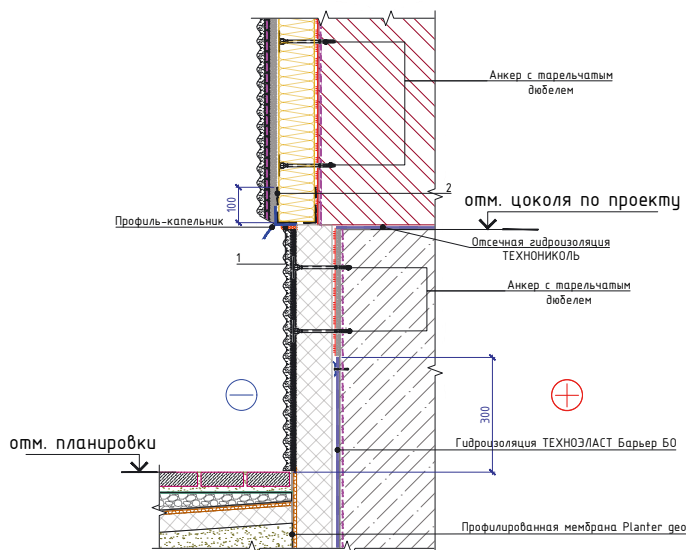 Анкер с тарельчатым
дюбелем
2
100
отм. цоколя по проекту
Профиль-капельник
Отсечная гидроизоляция
ТЕХНОНИКОЛЬ
1
Анкер с тарельчатым
дюбелем
300
отм. планировки
Гидроизоляция ТЕХНОЭЛАСТ Барьер БО
Профилированная мембрана Planter geo